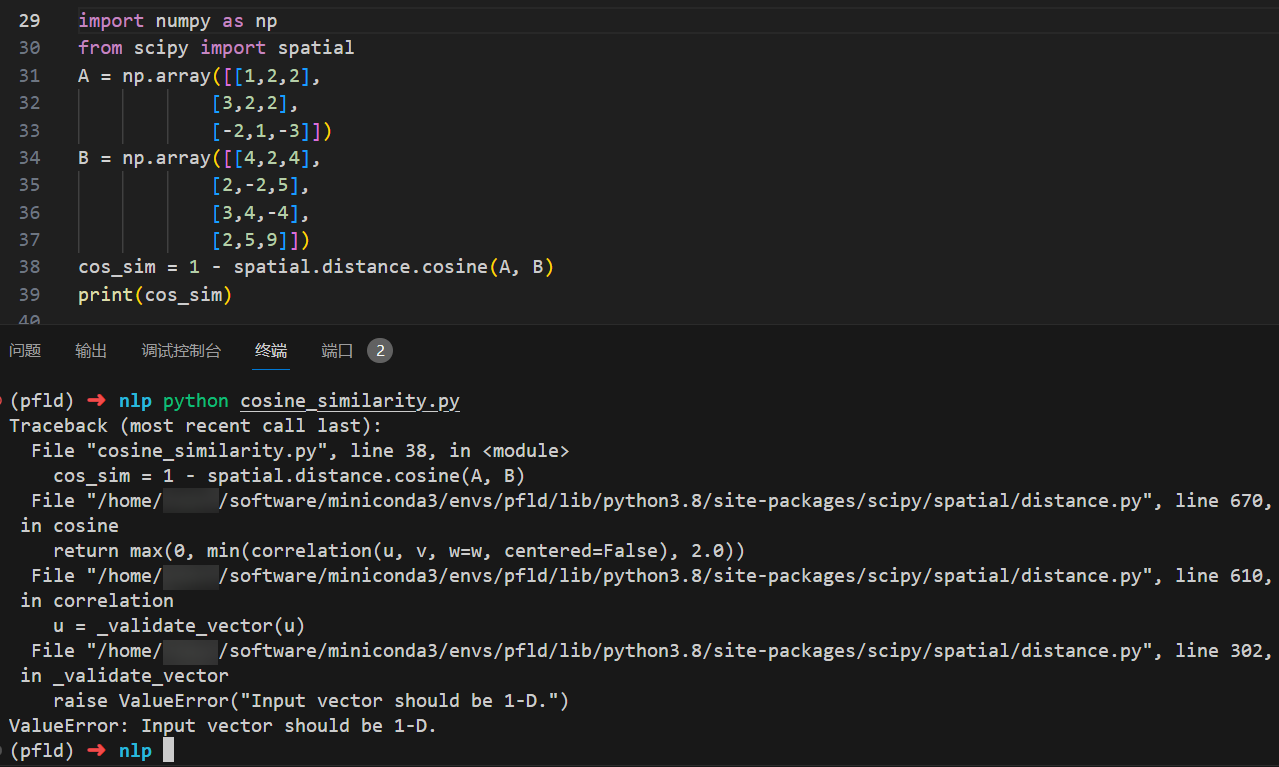 29 import numpy as np
30 from scipy import spatial
31 A = np.array([[1,2,2],
32 [3,2,2],
33 [-2,1,-3]])
34 B = np.array([[4,2,4],
35 [2,-2,5],
36 [3,4,-4],
37 [2,5,9]])
38 cos_sim = 1 - spatial.distance.cosine(A, B)
39 print(cos_sim)
40
问题 输出 调试控制台 终端 端口 2
(pfld) ➜ nlp python cosine_similarity.py
Traceback (most recent call last):
File "cosine_similarity.py", line 38, in <module>
cos_sim = 1 - spatial.distance.cosine(A, B)
File "/home/ /software/miniconda3/envs/pfld/lib/python3.8/site-packages/scipy/spatial/distance.py", line 670,
in cosine
return max(0, min(correlation(u, v, w=w, centered=False), 2.0))
File "/home/ /software/miniconda3/envs/pfld/lib/python3.8/site-packages/scipy/spatial/distance.py", line 610,
in correlation
u = _validate_vector(u)
File "/home/ /software/miniconda3/envs/pfld/lib/python3.8/site-packages/scipy/spatial/distance.py", line 302,
in _validate_vector
raise ValueError("Input vector should be 1-D.")
ValueError: Input vector should be 1-D.
(pfld) ➜ nlp